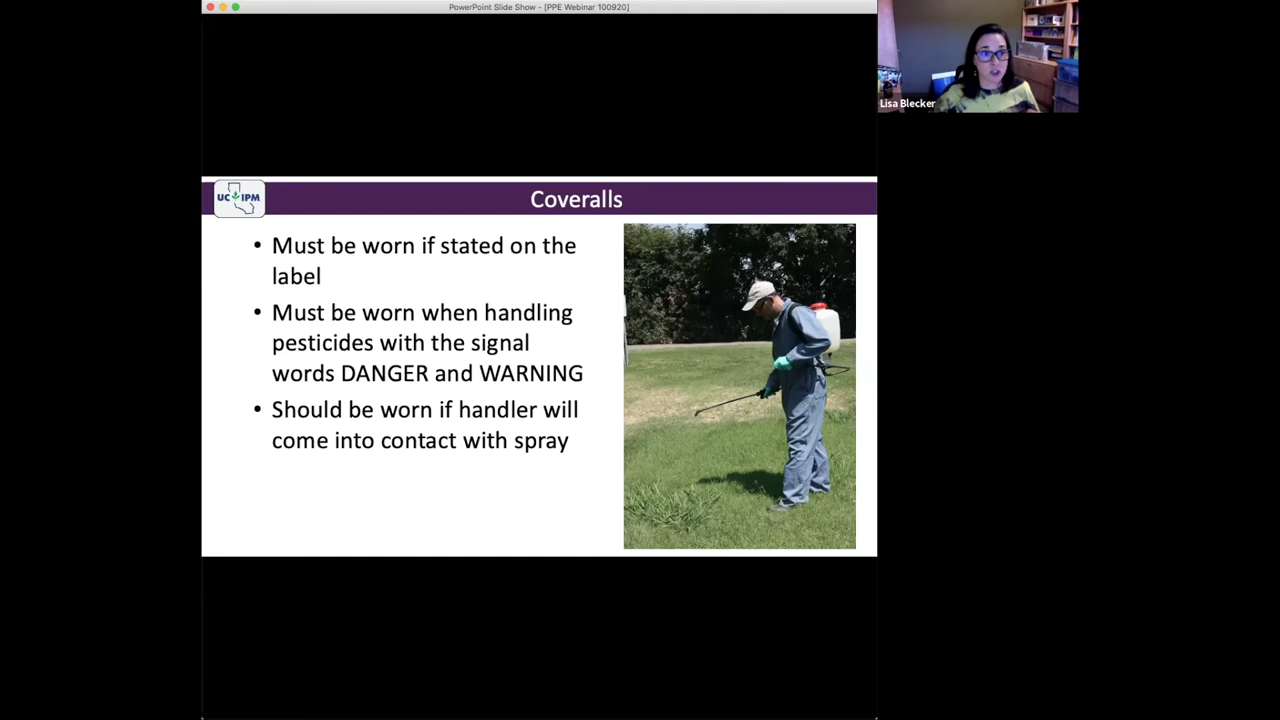 PowerPoint Slide Show - [PPE Webinar 100920]
Lisa Blecker
UC IPM
Coveralls
• Must be worn if stated on the
label
• Must be worn when handling
pesticides with the signal
words DANGER and WARNING
• Should be worn if handler will
come into contact with spray